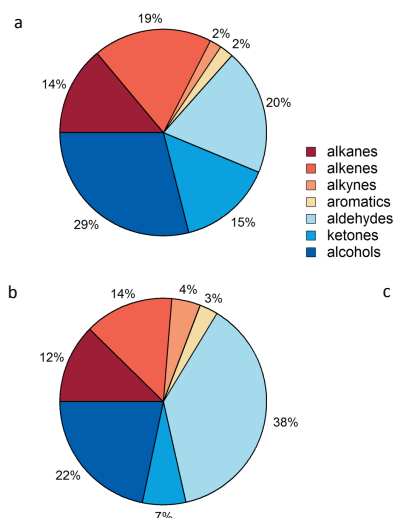 a
19%
2%
2%
14%
20%
29%
15%
alkanes
alkenes
alkynes
aromatics
aldehydes
ketones
alcohols
b
c
14%
4%
3%
12%
38%
22%
7%